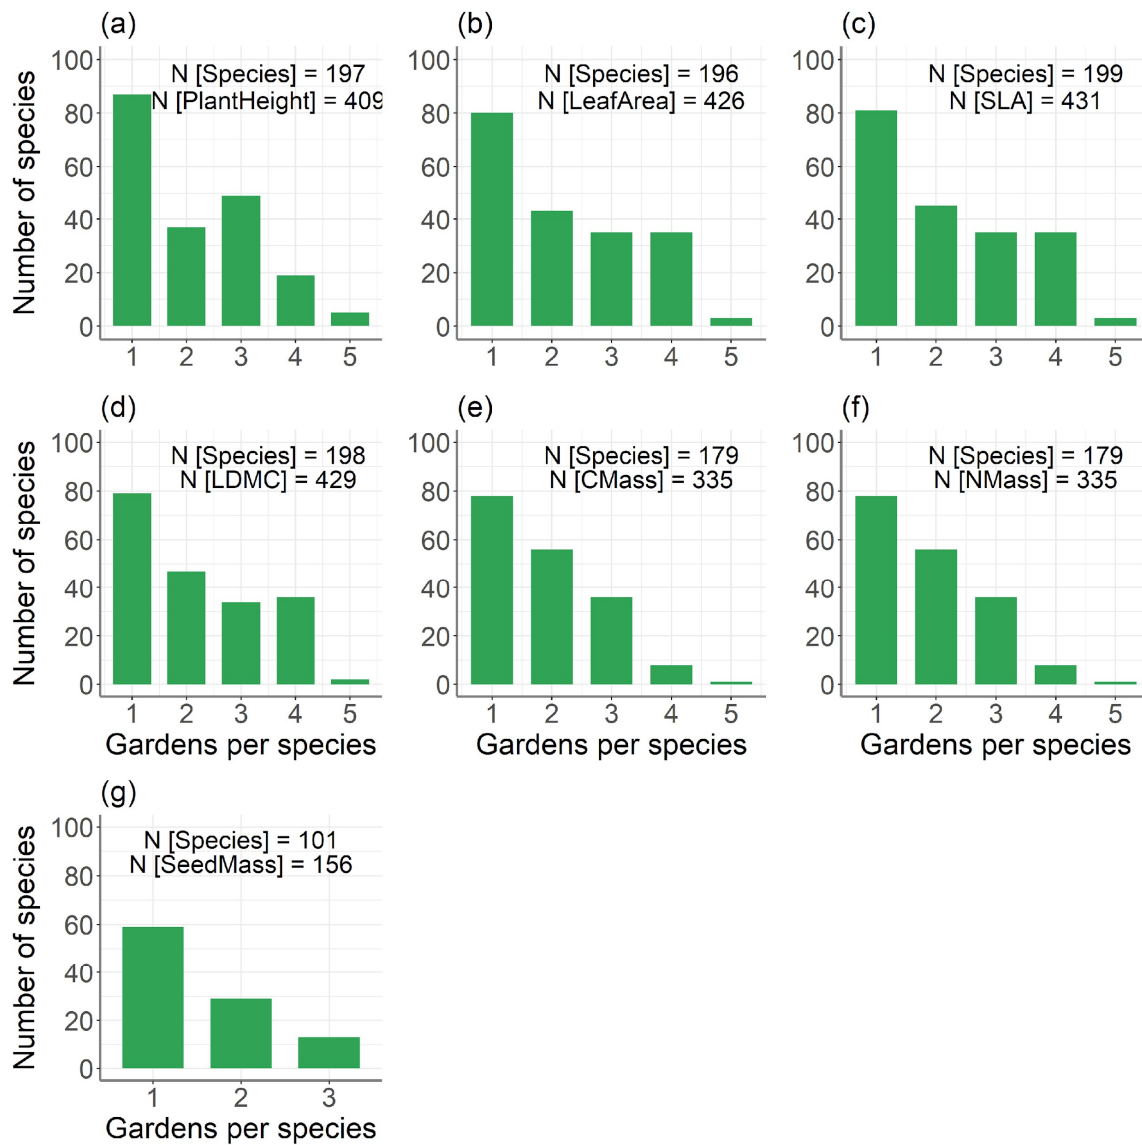 (a)
N [Species] = 197
N [PlantHeight] = 409
Number of species
100
80
60
40
20
0
1 2 3 4 5
(b)
N [Species] = 196
N [LeafArea] = 426
100
80
60
40
20
0
1 2 3 4 5
(c)
N [Species] = 199
N [SLA] = 431
100
80
60
40
20
0
1 2 3 4 5
(d)
N [Species] = 198
N [LDMC] = 429
Number of species
100
80
60
40
20
0
1 2 3 4 5
Gardens per species
(e)
N [Species] = 179
N [CMass] = 335
100
80
60
40
20
0
1 2 3 4 5
Gardens per species
(f)
N [Species] = 179
N [NMass] = 335
100
80
60
40
20
0
1 2 3 4 5
Gardens per species
(g)
N [Species] = 101
N [SeedMass] = 156
Number of species
100
80
60
40
20
0
1 2 3
Gardens per species